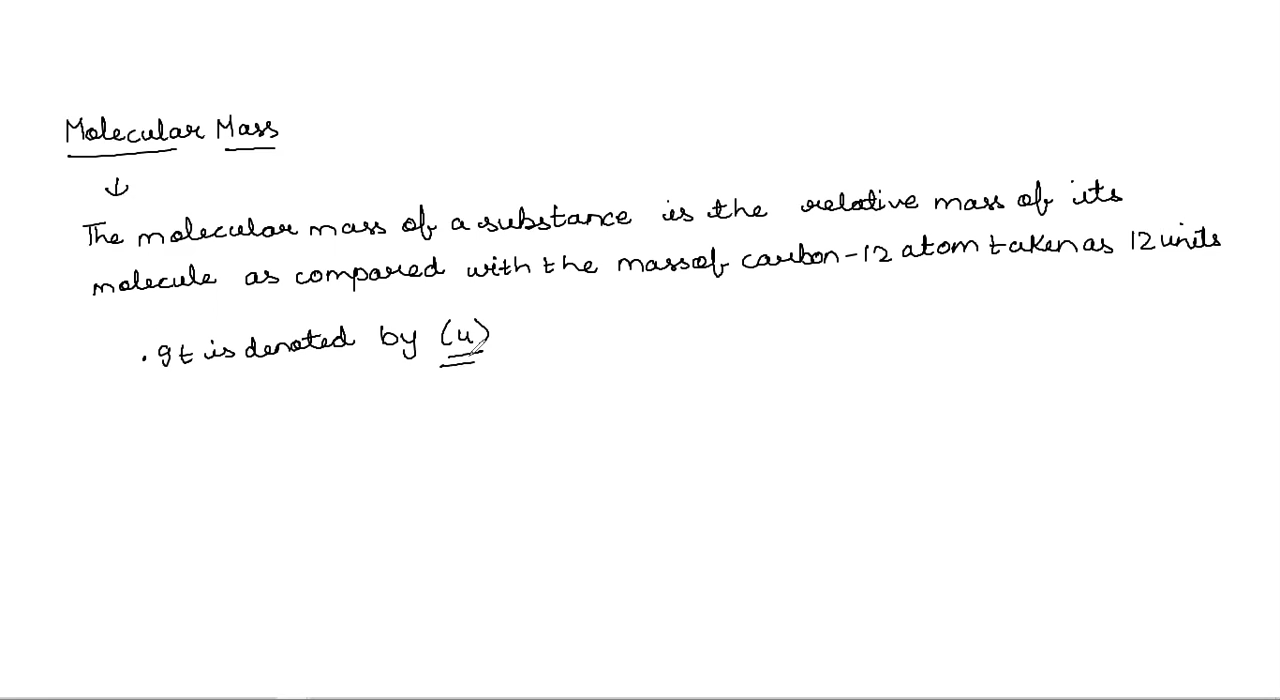 Molecular Mass
↓
The molecular mass of a substance is the relative mass of its
molecule as compared with the mass of carbon-12 atom taken as 12 units
. It is denoted by (u)